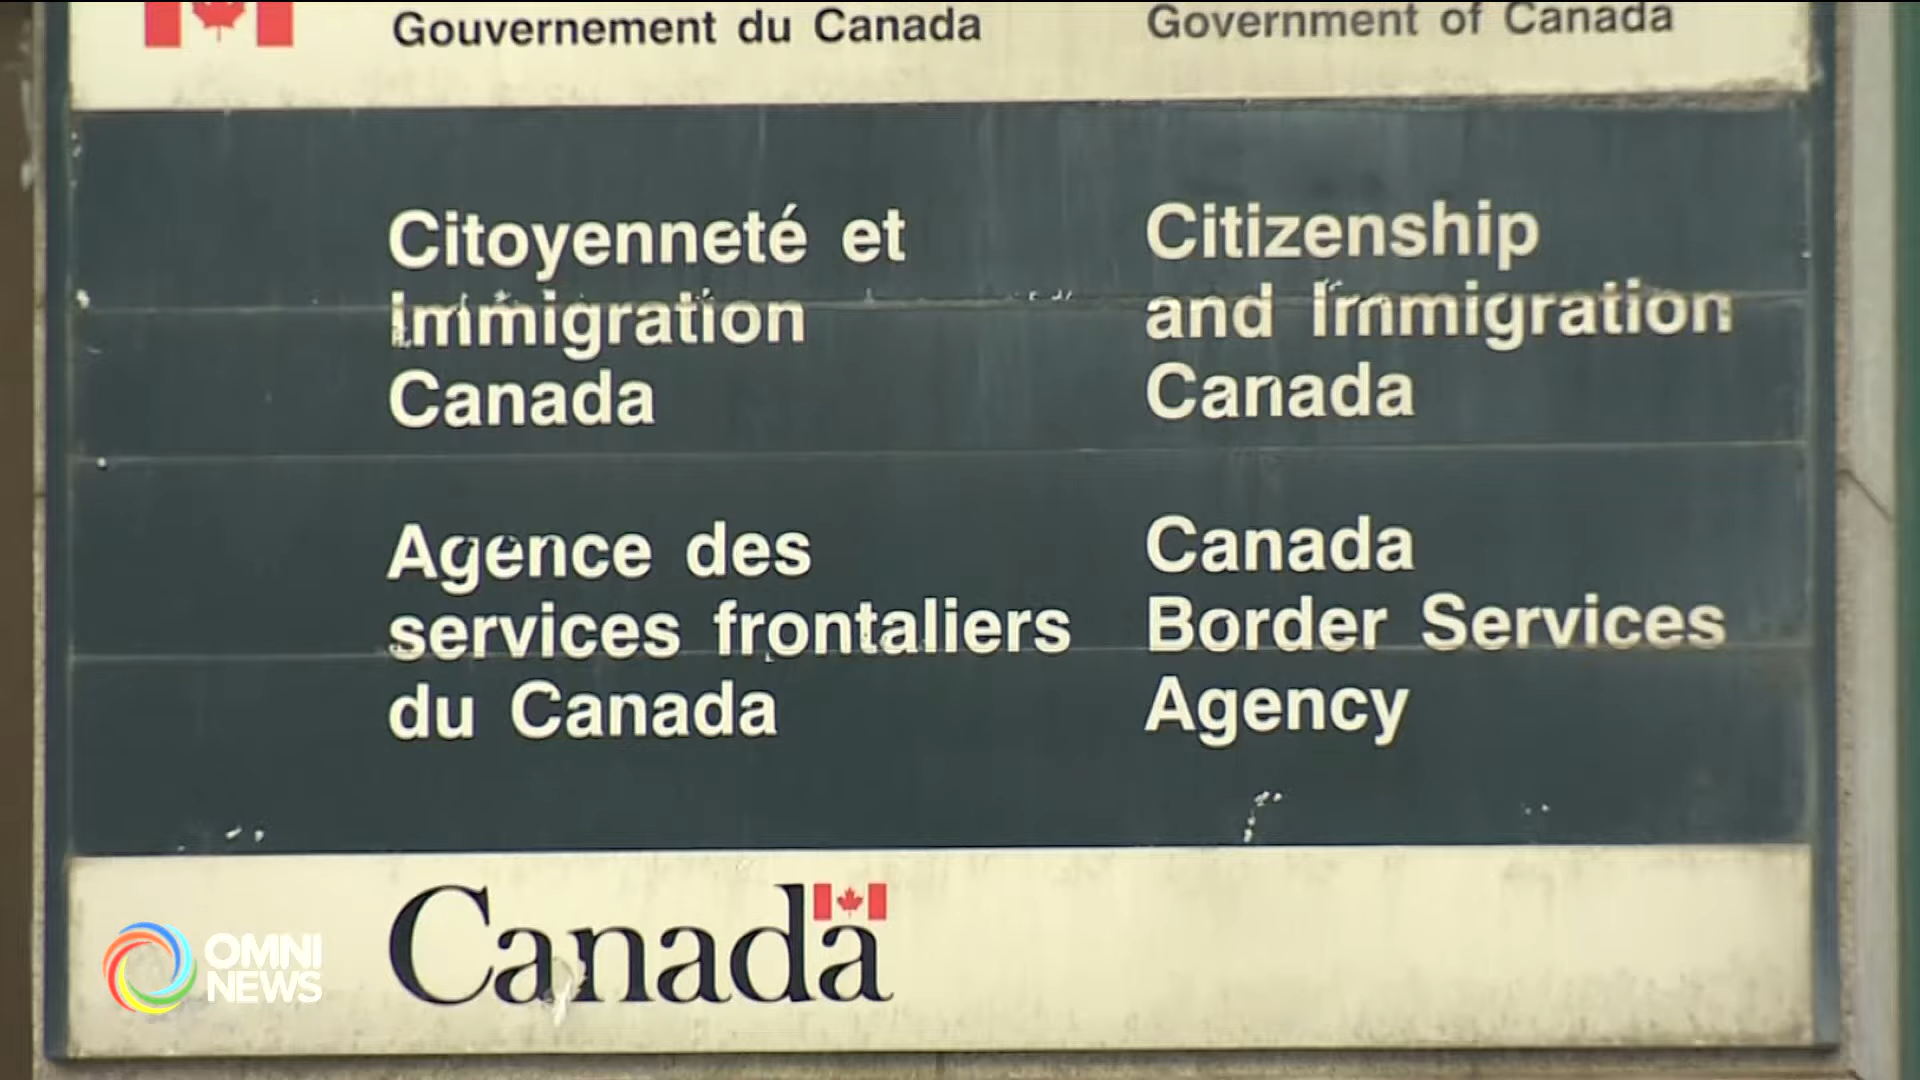 Gouvernement du Canada
Government of Canada
Citoyenneté et
Immigration
Canada
Citizenship
and Immigration
Canada
Agence des
services frontaliers
du Canada
Canada
Border Services
Agency
Canada
OMNI
NEWS